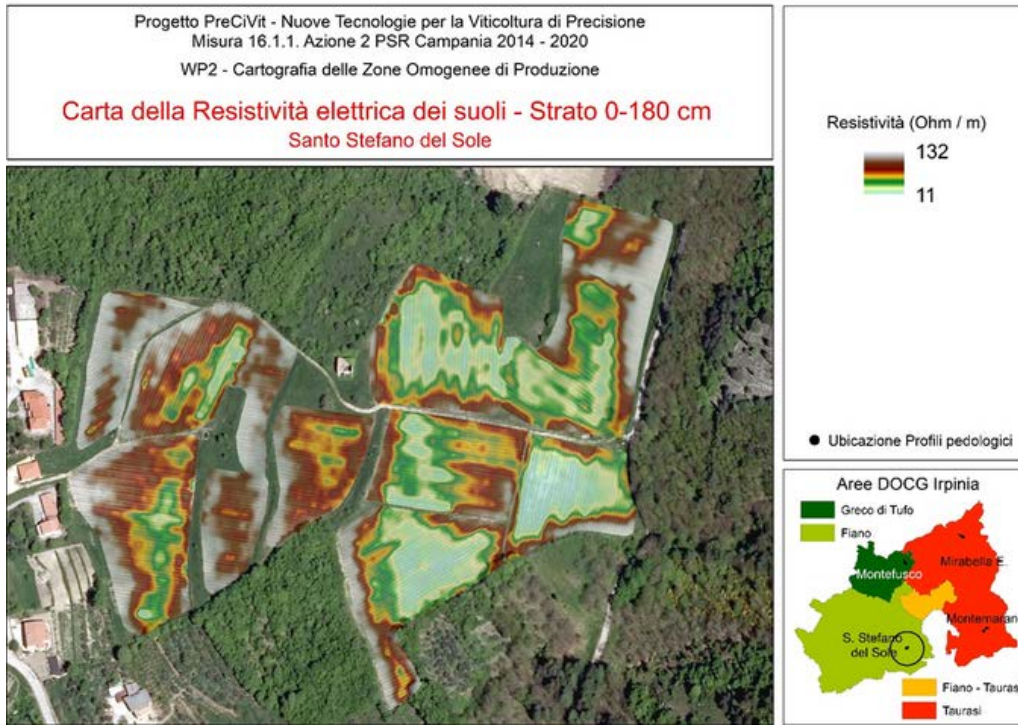 Progetto PreCiVit - Nuove Tecnologie per la Viticoltura di Precisione
Misura 16.1.1. Azione 2 PSR Campania 2014 - 2020
WP2 - Cartografia delle Zone Omogenee di Produzione
Carta della Resistività elettrica dei suoli - Strato 0-180 cm
Santo Stefano del Sole
Resistività (Ohm / m)
132
11
Ubicazione Profili pedologici
Aree DOCG Irpinia
Greco di Tufo
Fiano
Mirabella E.
Montefusco
Montemaran
S. Stefano
del Sole
Fiano - Tauras
Taurasi